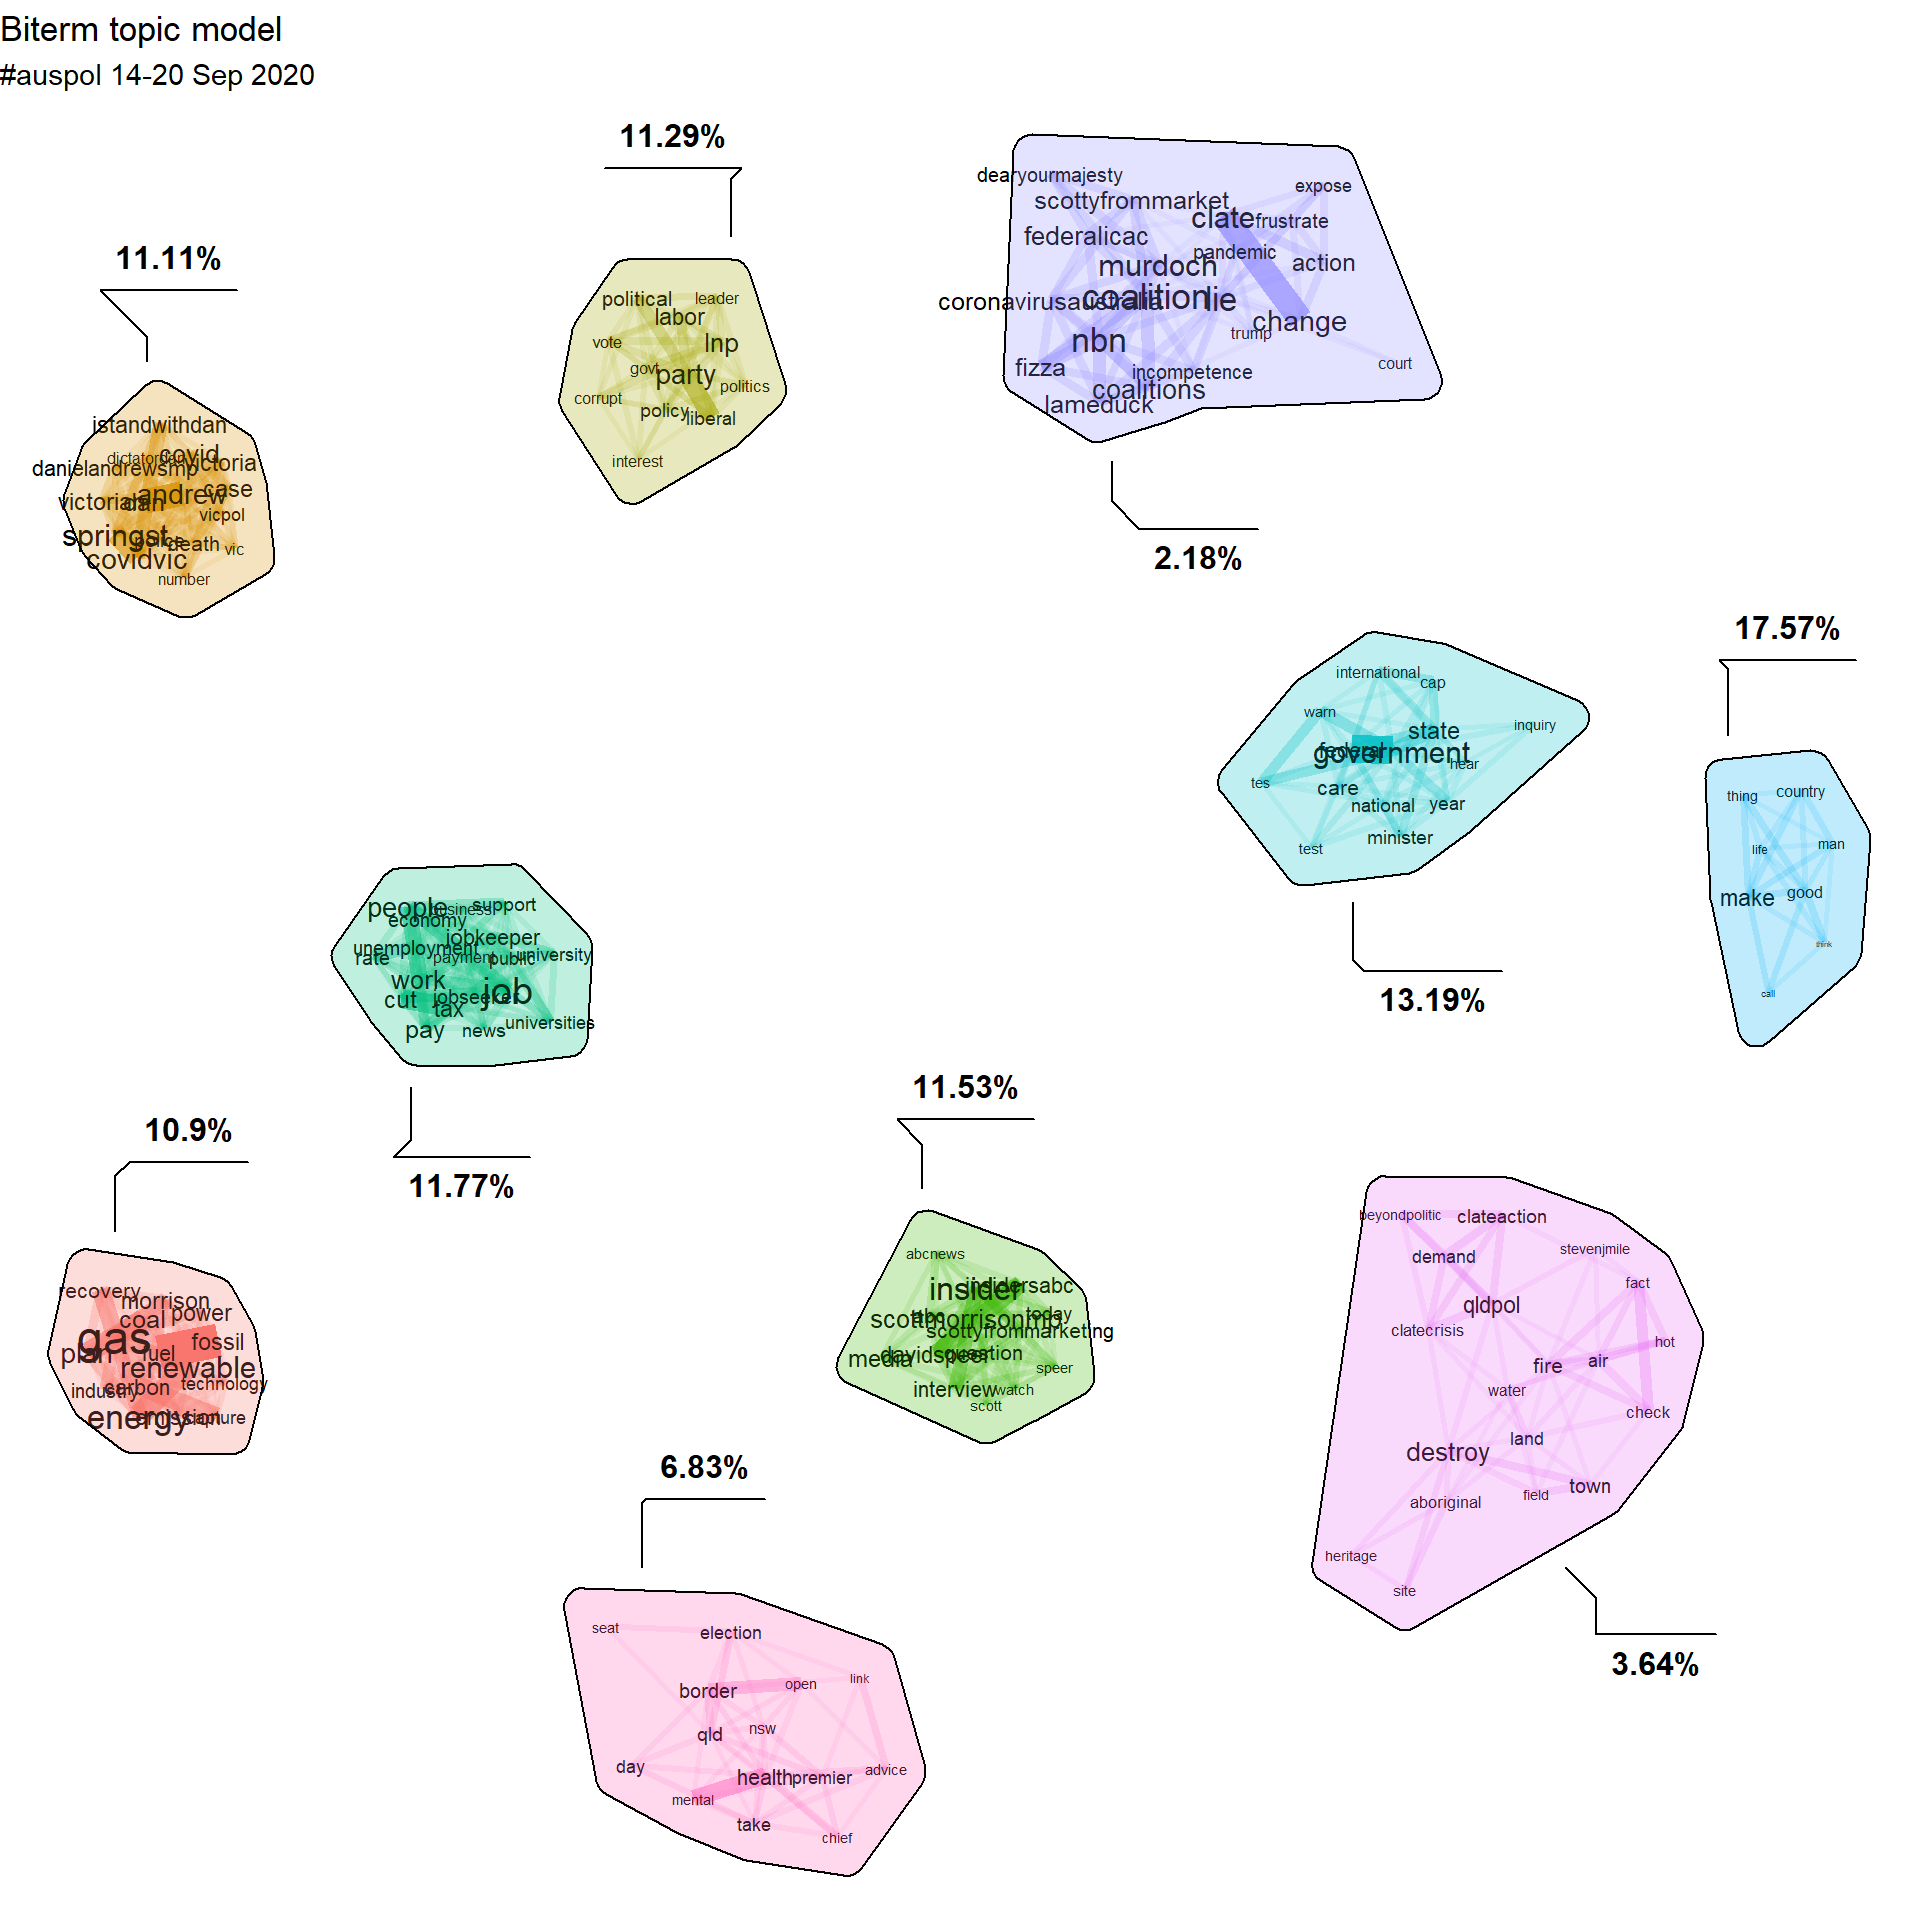 Biterm topic model
#auspol 14-20 Sep 2020
11.29%
dearyourmajesty
expose
scottyfrommarket
clate
frustrate
federalicac
pandemic
action
murdoch
coalition
lie
coronavirusaustralia
change
trump
nbn
court
fizza
incompetence
coalitions
lameduck
2.18%
political
leader
labor
vote
lnp
govt
party
politics
corrupt
policy
liberal
interest
11.11%
istandwithdan
covid
dictatordan
victoria
danielandrewsmp
andrew
case
victorian
dan
vicpol
springst
police
death
vic
covidvic
number
17.57%
thing
country
life
man
make
good
think
call
international
cap
warn
inquiry
state
federal
government
hear
tes
care
national
year
minister
test
13.19%
people
business
support
economy
jobkeeper
unemployment
rate
payment
public
university
work
job
cut
jobseeker
tax
pay
news
universities
11.77%
10.9%
recovery
morrison
coal
power
gas
fossil
plan
fuel
renewable
industry
carbon
technology
energy
emission
capture
11.53%
abcnews
insider
insidersabc
scottmorrisonmp
abc
today
scottyfrommarketing
media
davidspeer
question
speer
interview
watch
scott
beyondpolitic
clateaction
demand
stevenjmile
fact
qldpol
clatecrisis
hot
fire
air
water
check
land
destroy
town
field
aboriginal
heritage
site
3.64%
6.83%
seat
election
border
open
link
qld
nsw
day
health
premier
advice
mental
take
chief